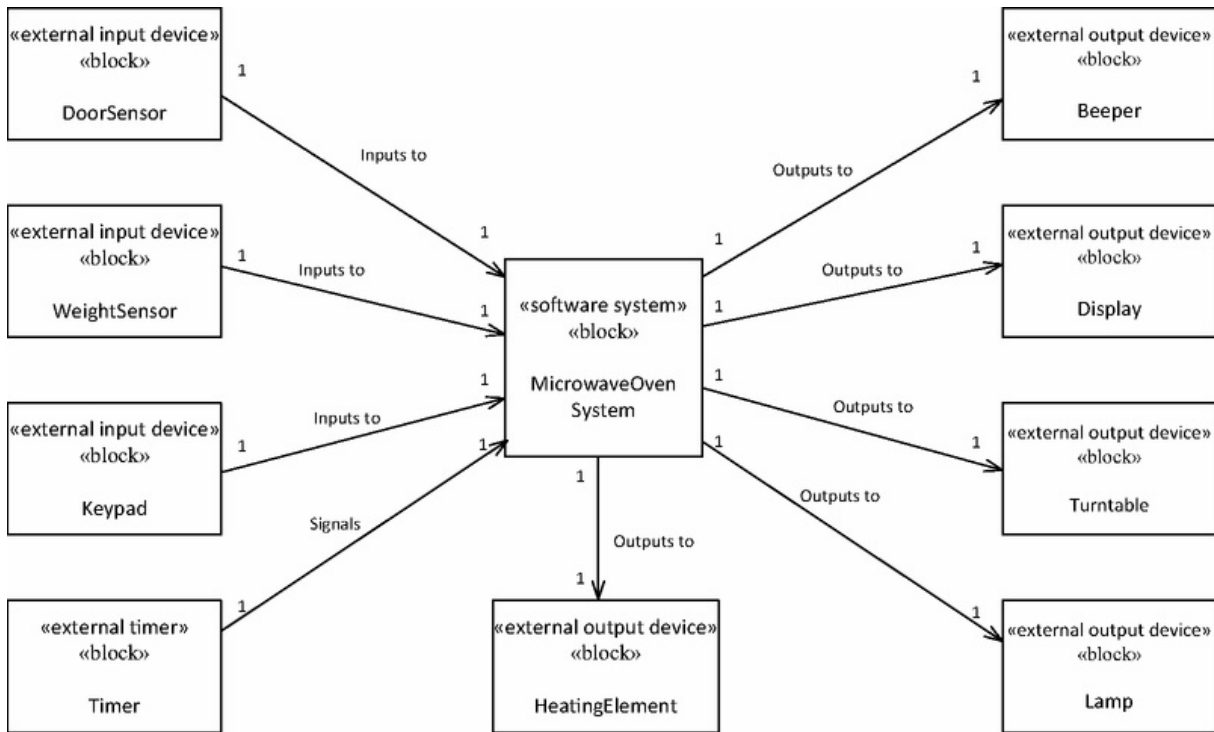 «external input device»
«block»
DoorSensor
1
Inputs to
1
«external input device»
«block»
WeightSensor
1
Inputs to
1
«external input device»
«block»
Keypad
1
Inputs to
1
«external timer»
«block»
Timer
1
Signals
1
«software system»
«block»
MicrowaveOven
System
1
Outputs to
1
«external output device»
«block»
HeatingElement
1
Outputs to
1
«external output device»
«block»
Beeper
1
Outputs to
1
«external output device»
«block»
Display
1
Outputs to
1
«external output device»
«block»
Turntable
1
Outputs to
1
«external output device»
«block»
Lamp